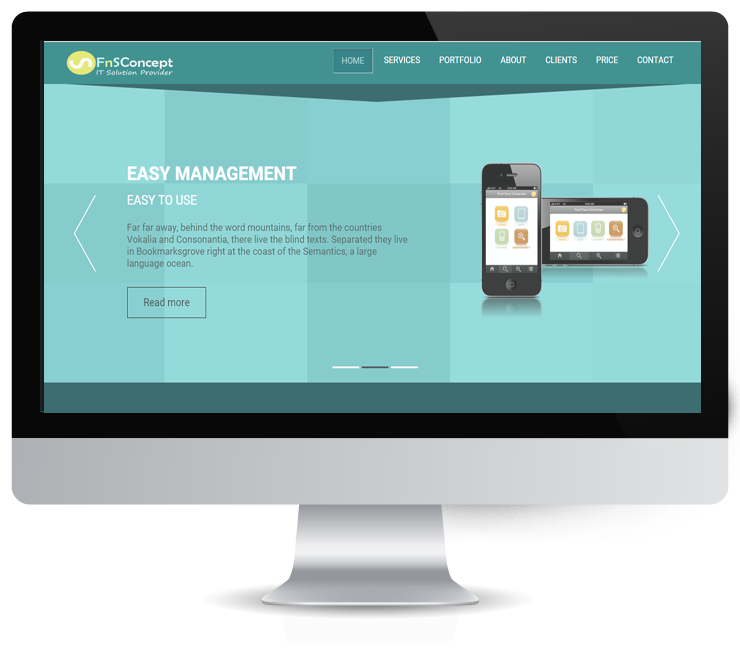 FnSConcept
IT Solution Provider
HOME SERVICES PORTFOLIO ABOUT CLIENTS PRICE CONTACT
EASY MANAGEMENT
EASY TO USE
Far far away, behind the word mountains, far from the countries
Vokalia and Consonantia, there live the blind texts. Separated they live
in Bookmarksgrove right at the coast of the Semantics, a large
language ocean.
Read more